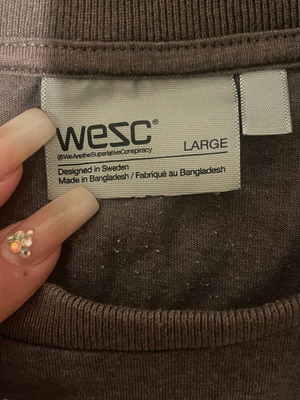 wesc®
®WeAretheSuperlativeConspiracy
LARGE
Designed in Sweden
Made in Bangladesh / Fabriqué au Bangladesh